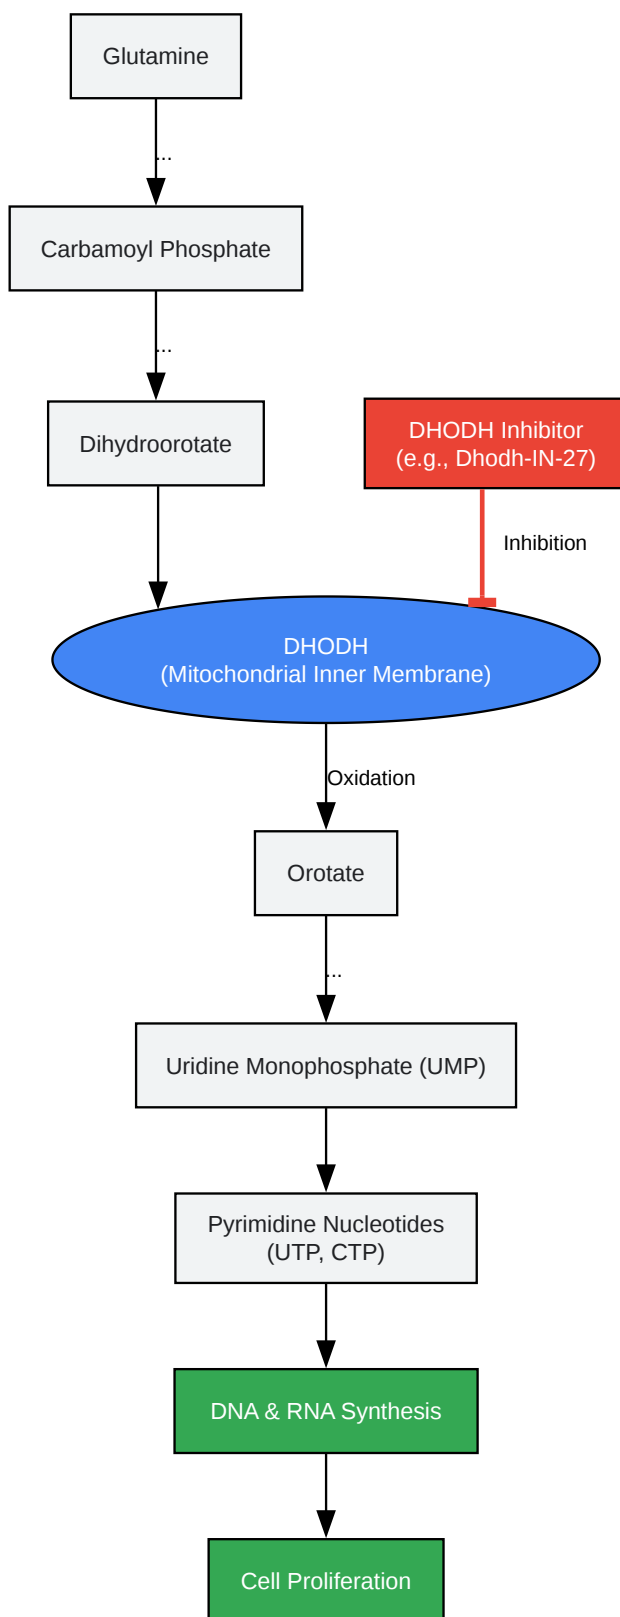 Glutamine
...
Carbamoyl Phosphate
...
Dihydroorotate
DHODH Inhibitor
(e.g., Dhodh-IN-27)
Inhibition
DHODH
(Mitochondrial Inner Membrane)
Oxidation
Orotate
...
Uridine Monophosphate (UMP)
Pyrimidine Nucleotides
(UTP, CTP)
DNA & RNA Synthesis
Cell Proliferation